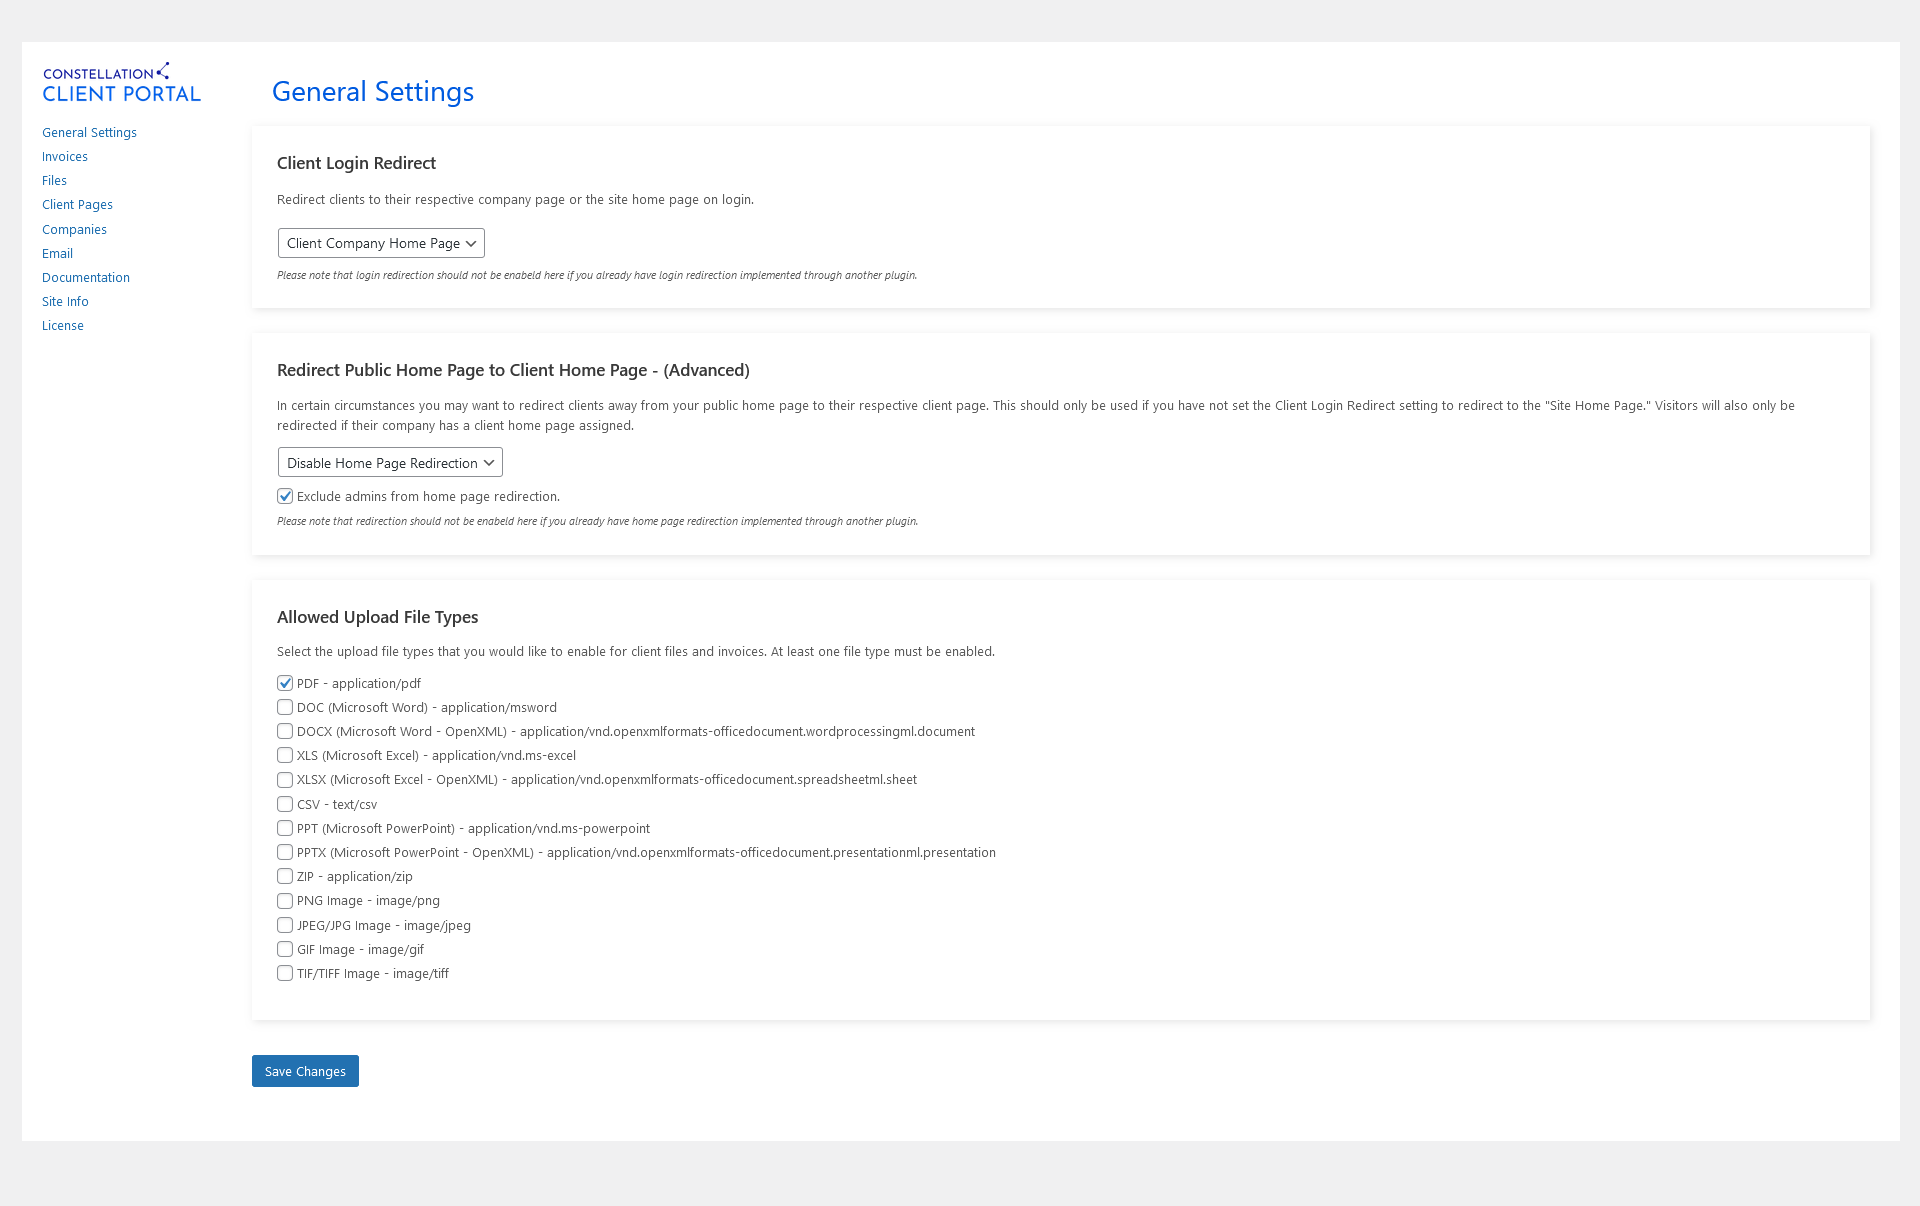 CONSTELLATION
CLIENT PORTAL
General Settings
Invoices
Files
Client Pages
Companies
Email
Documentation
Site Info
License
General Settings
Client Login Redirect
Redirect clients to their respective company page or the site home page on login.
Client Company Home Page
Please note that login redirection should not be enabeld here if you already have login redirection implemented through another plugin.
Redirect Public Home Page to Client Home Page - (Advanced)
In certain circumstances you may want to redirect clients away from your public home page to their respective client page. This should only be used if you have not set the Client Login Redirect setting to redirect to the "Site Home Page." Visitors will also only be
redirected if their company has a client home page assigned.
Disable Home Page Redirection
Exclude admins from home page redirection.
Please note that redirection should not be enabeld here if you already have home page redirection implemented through another plugin.
Allowed Upload File Types
Select the upload file types that you would like to enable for client files and invoices. At least one file type must be enabled.
PDF - application/pdf
DOC (Microsoft Word) - application/msword
DOCX (Microsoft Word - OpenXML) - application/vnd.openxmlformats-officedocument.wordprocessingml.document
XLS (Microsoft Excel) - application/vnd.ms-excel
XLSX (Microsoft Excel - OpenXML) - application/vnd.openxmlformats-officedocument.spreadsheetml.sheet
CSV - text/csv
PPT (Microsoft PowerPoint) - application/vnd.ms-powerpoint
PPTX (Microsoft PowerPoint - OpenXML) - application/vnd.openxmlformats-officedocument.presentationml.presentation
ZIP - application/zip
PNG Image - image/png
JPEG/JPG Image - image/jpeg
GIF Image - image/gif
TIF/TIFF Image - image/tiff
Save Changes